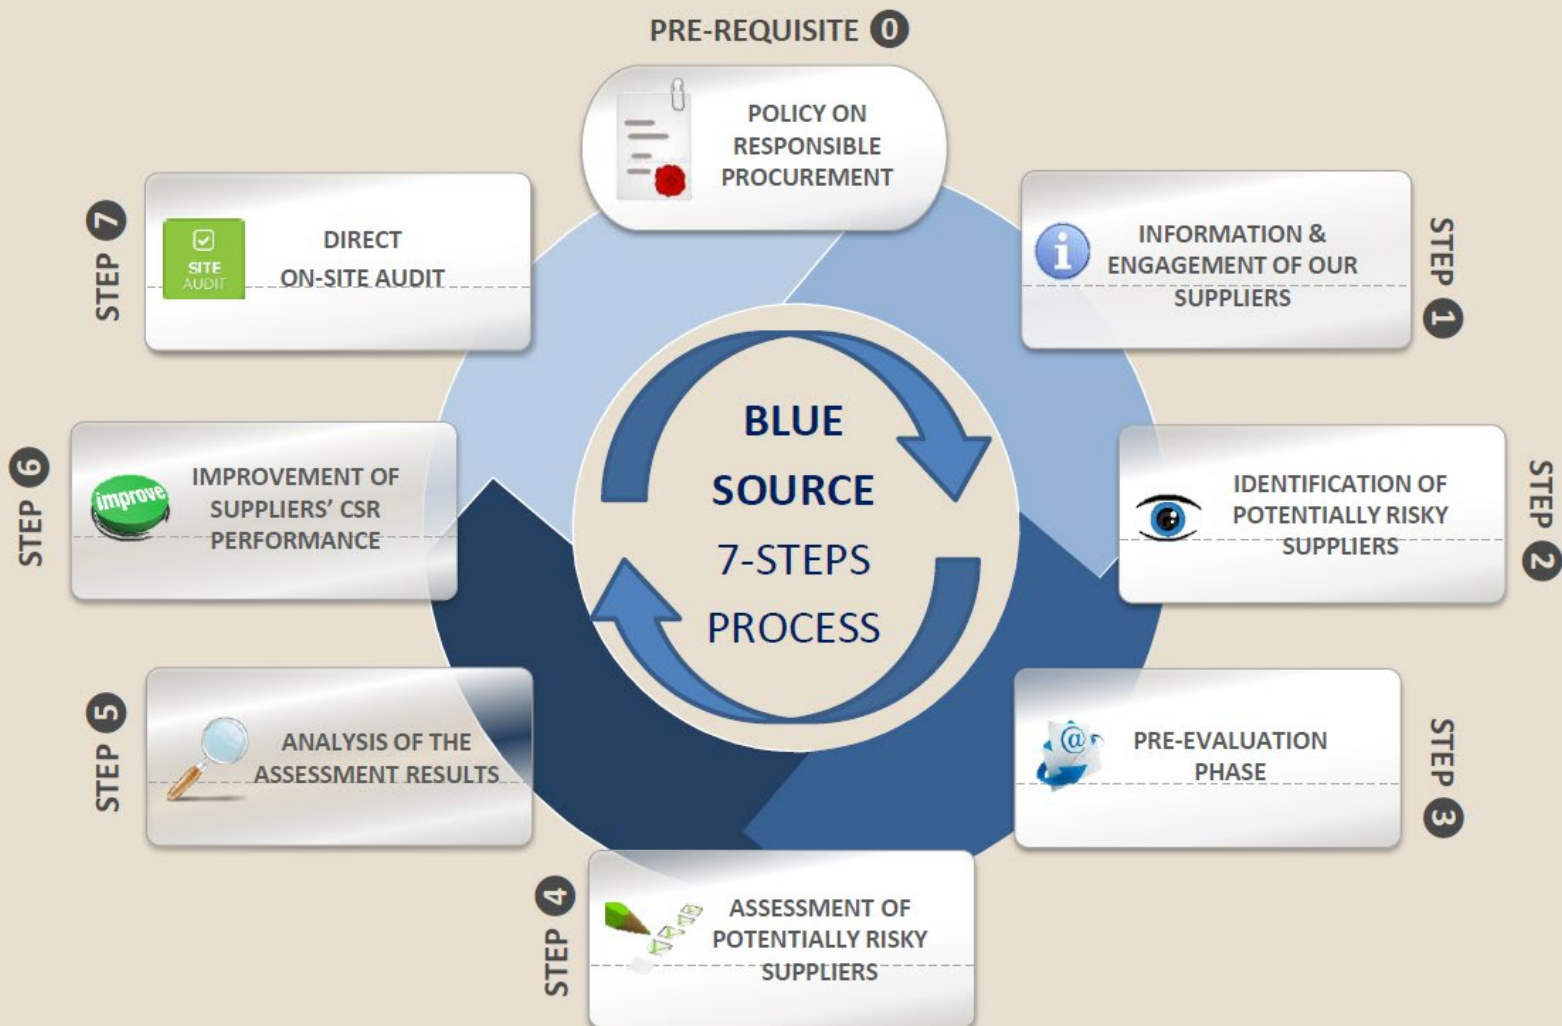 PRE-REQUISITE 0
POLICY ON
RESPONSIBLE
PROCUREMENT
INFORMATION &
ENGAGEMENT OF OUR
SUPPLIERS
STEP 1
IDENTIFICATION OF
POTENTIALLY RISKY
SUPPLIERS
STEP 2
PRE-EVALUATION
PHASE
@
STEP 3
ASSESSMENT OF
POTENTIALLY RISKY
SUPPLIERS
STEP 4
ANALYSIS OF THE
ASSESSMENT RESULTS
STEP 5
improve
IMPROVEMENT OF
SUPPLIERS’ CSR
PERFORMANCE
STEP 6
SITE
AUDIT
DIRECT
ON-SITE AUDIT
STEP 7
BLUE
SOURCE
7-STEPS
PROCESS
i